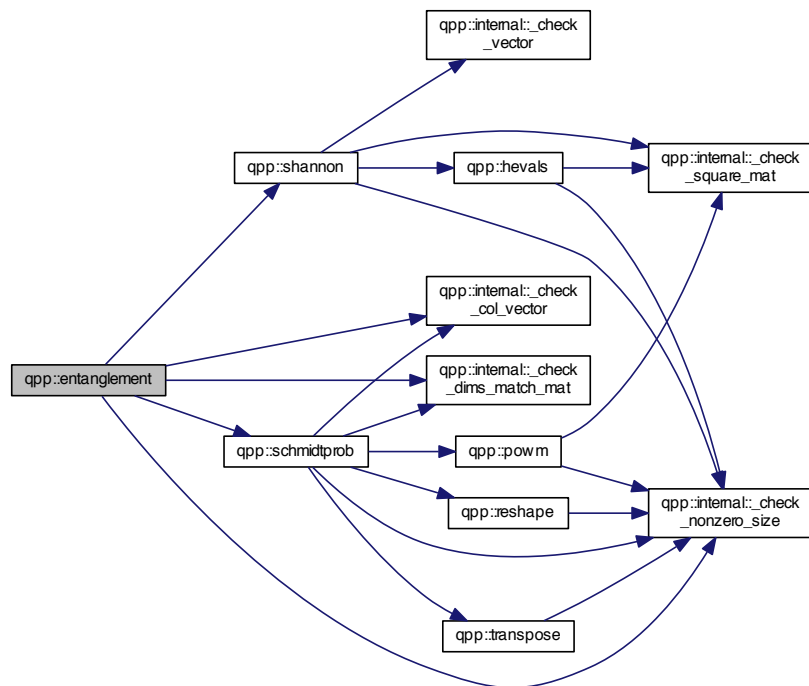 qpp::internal::_check
_vector
qpp::shannon
qpp::hevals
qpp::internal::_check
_square_mat
qpp::internal::_check
_col_vector
qpp::entanglement
qpp::internal::_check
_dims_match_mat
qpp::schmidtprob
qpp::powm
qpp::reshape
qpp::internal::_check
_nonzero_size
qpp::transpose